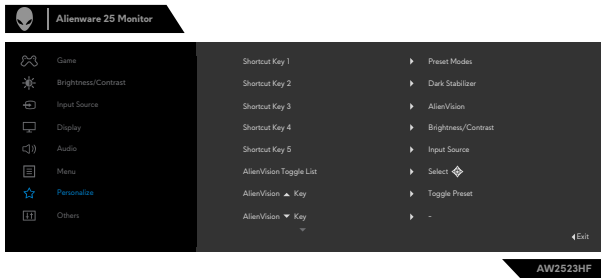 Alienware 25 Monitor
Game
Shortcut Key 1 Preset Modes
Brightness/Contrast
Shortcut Key 2 Dark Stabilizer
Input Source
Shortcut Key 3 AlienVision
Display
Shortcut Key 4 Brightness/Contrast
Audio
Shortcut Key 5 Input Source
Menu
AlienVision Toggle List Select
Personalize
AlienVision ▲ Key Toggle Preset
Others
AlienVision ▼ Key -
Exit
AW2523HF